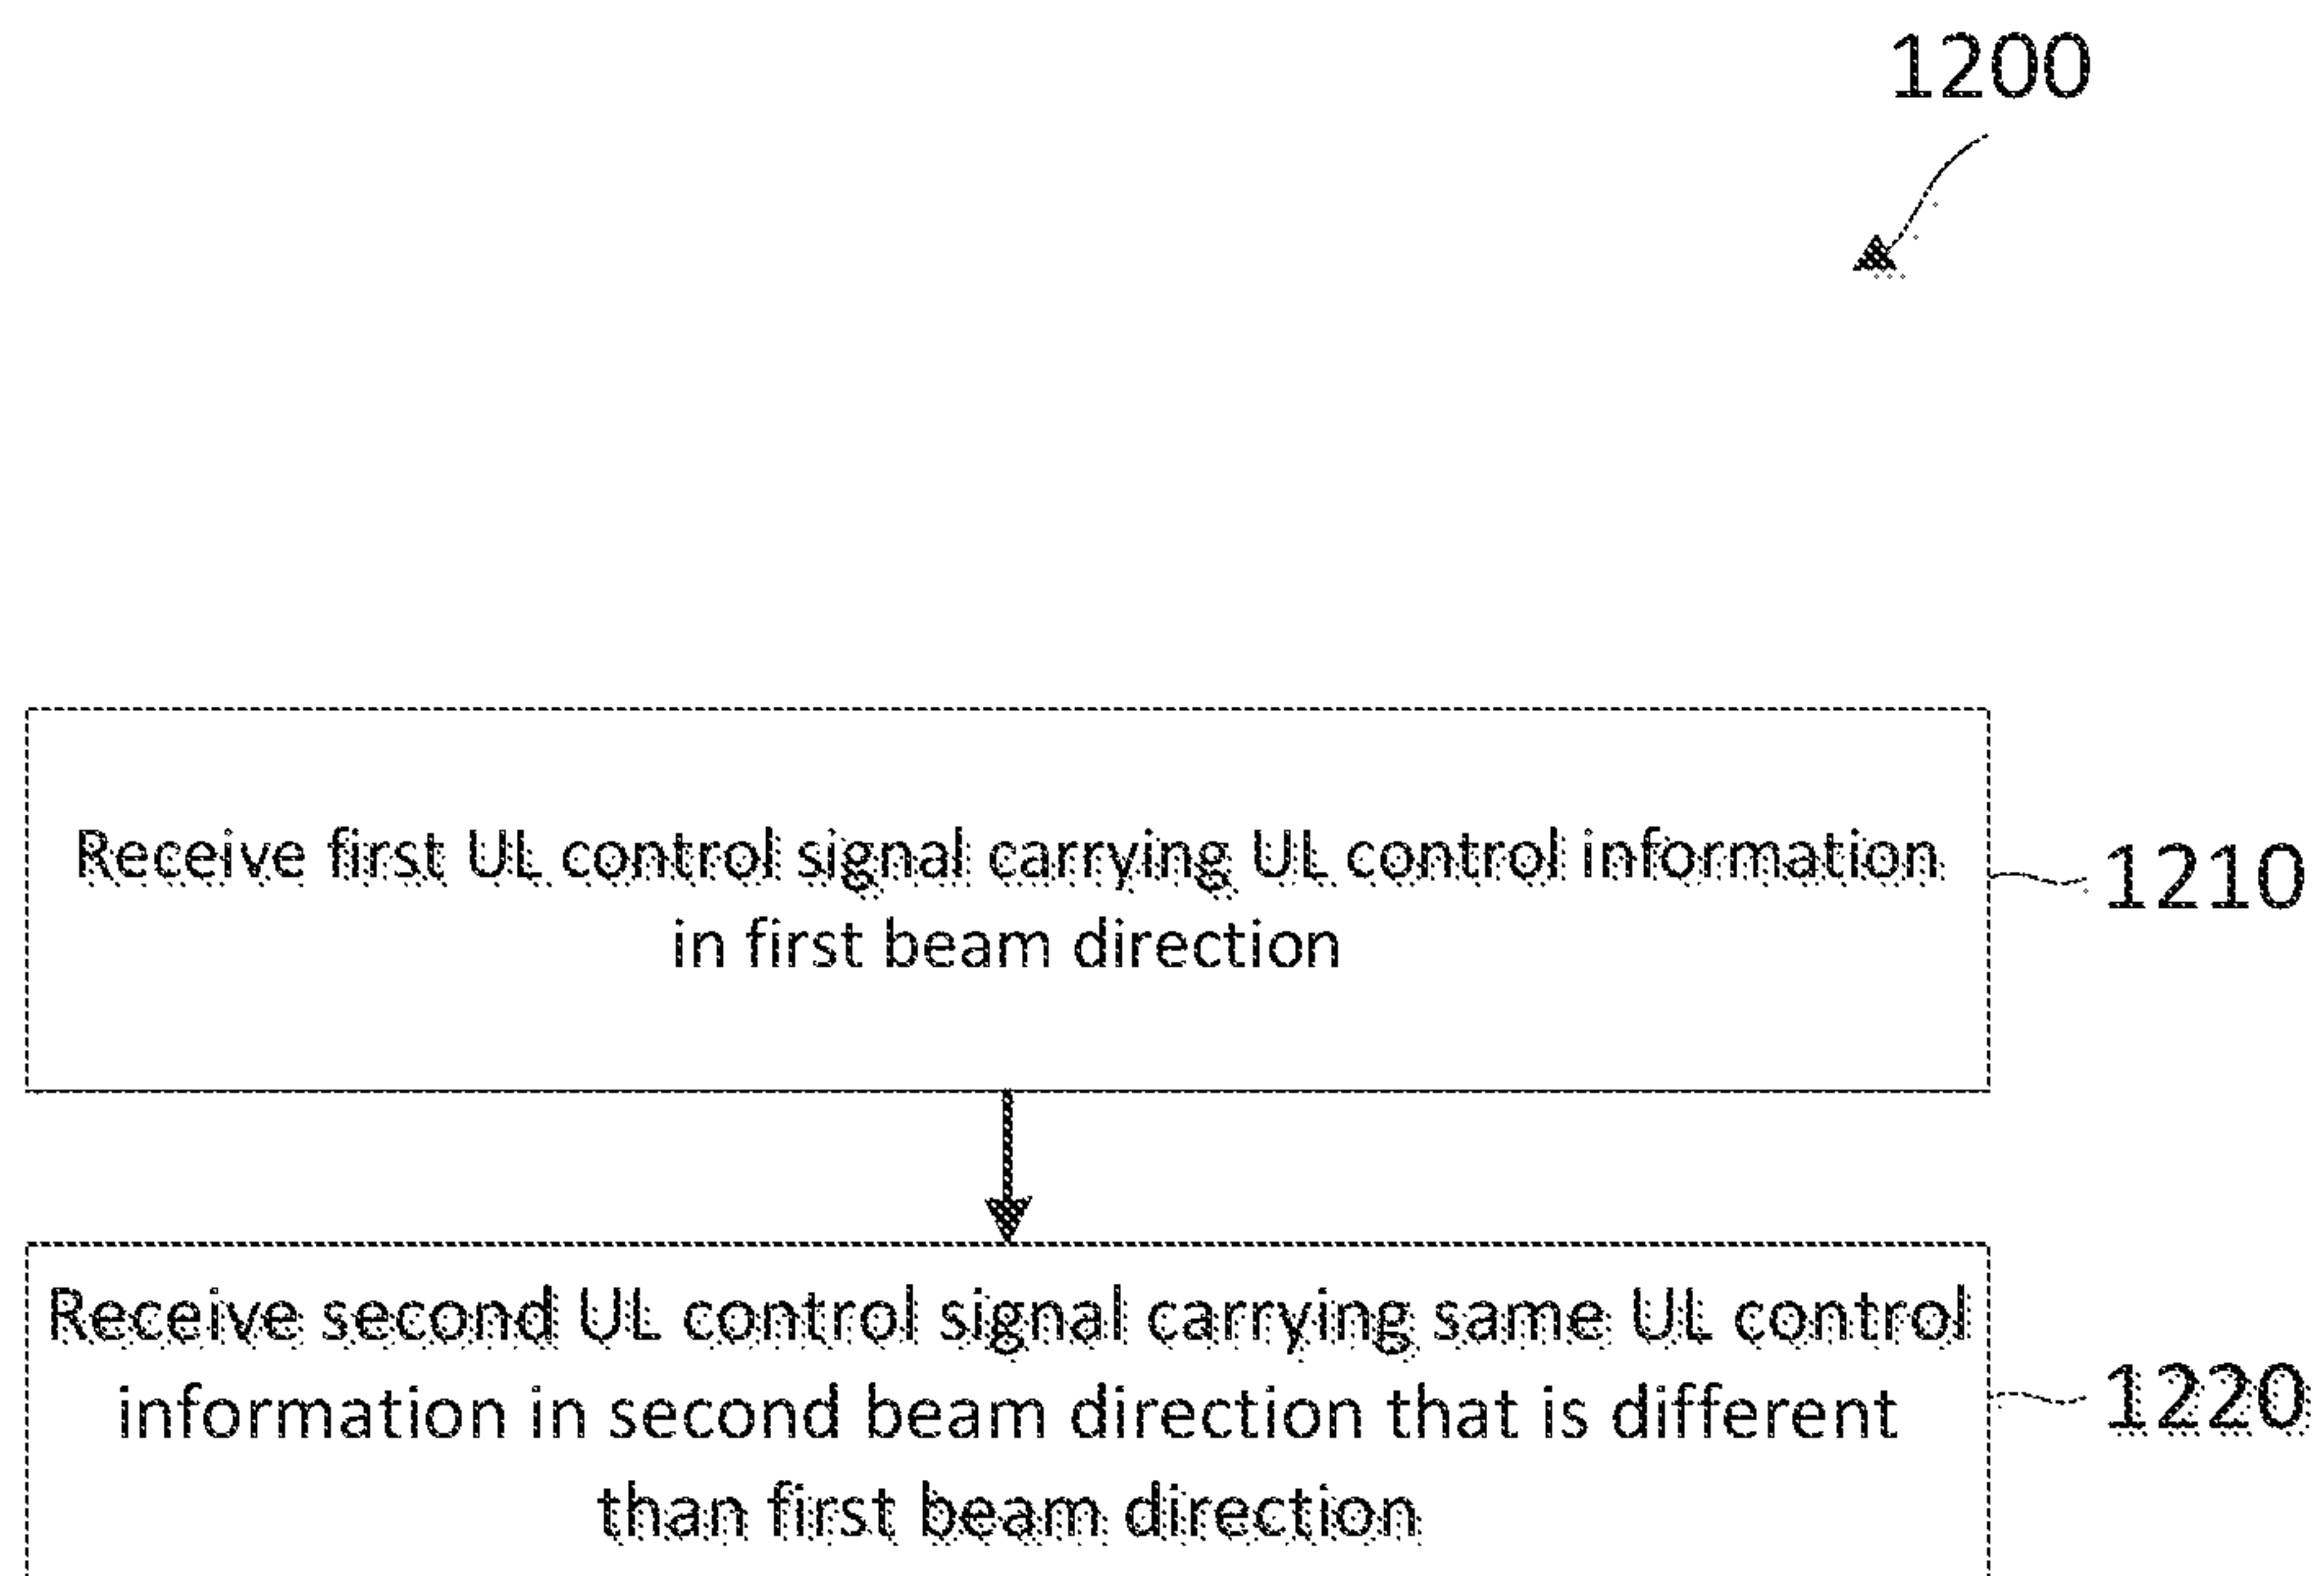 1200
Receive first UL control signal carrying UL control information
in first beam direction
1210
Receive second UL control signal carrying same UL control
information in second beam direction that is different
than first beam direction
1220